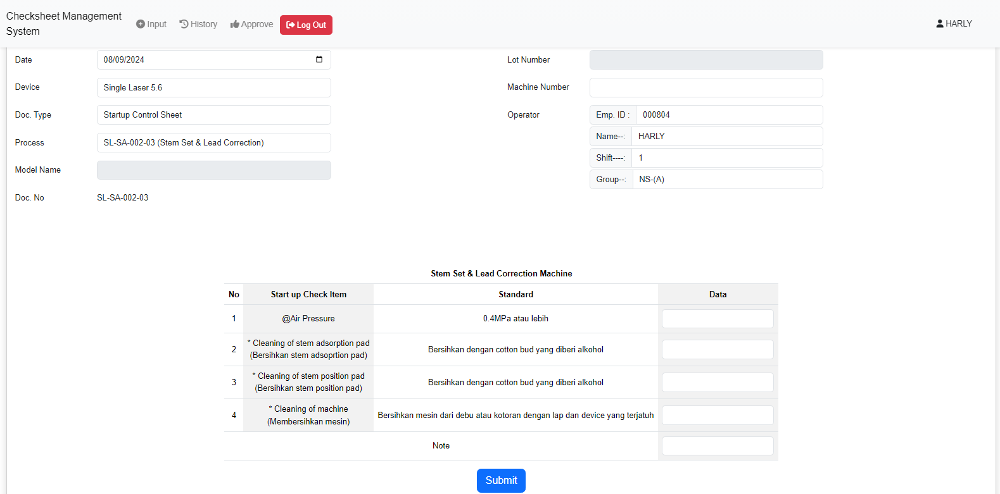 Checksheet Management
System
Input
History
Approve
Log Out
HARLY
Date
08/09/2024
Lot Number
Device
Single Laser 5.6
Machine Number
Doc. Type
Startup Control Sheet
Operator
Emp. ID :
000804
Process
SL-SA-002-03 (Stem Set & Lead Correction)
Name--:
HARLY
Shift----:
1
Model Name
Group--:
NS-(A)
Doc. No
SL-SA-002-03
Stem Set & Lead Correction Machine
No Start up Check Item Standard Data
1 @Air Pressure 0.4MPa atau lebih
2 * Cleaning of stem adsorption pad
(Bersihkan stem adsoprtion pad)
Bersihkan dengan cotton bud yang diberi alkohol
3 * Cleaning of stem position pad
(Bersihkan stem position pad)
Bersihkan dengan cotton bud yang diberi alkohol
4 * Cleaning of machine
(Membersihkan mesin)
Bersihkan mesin dari debu atau kotoran dengan lap dan device yang terjatuh
Note
Submit